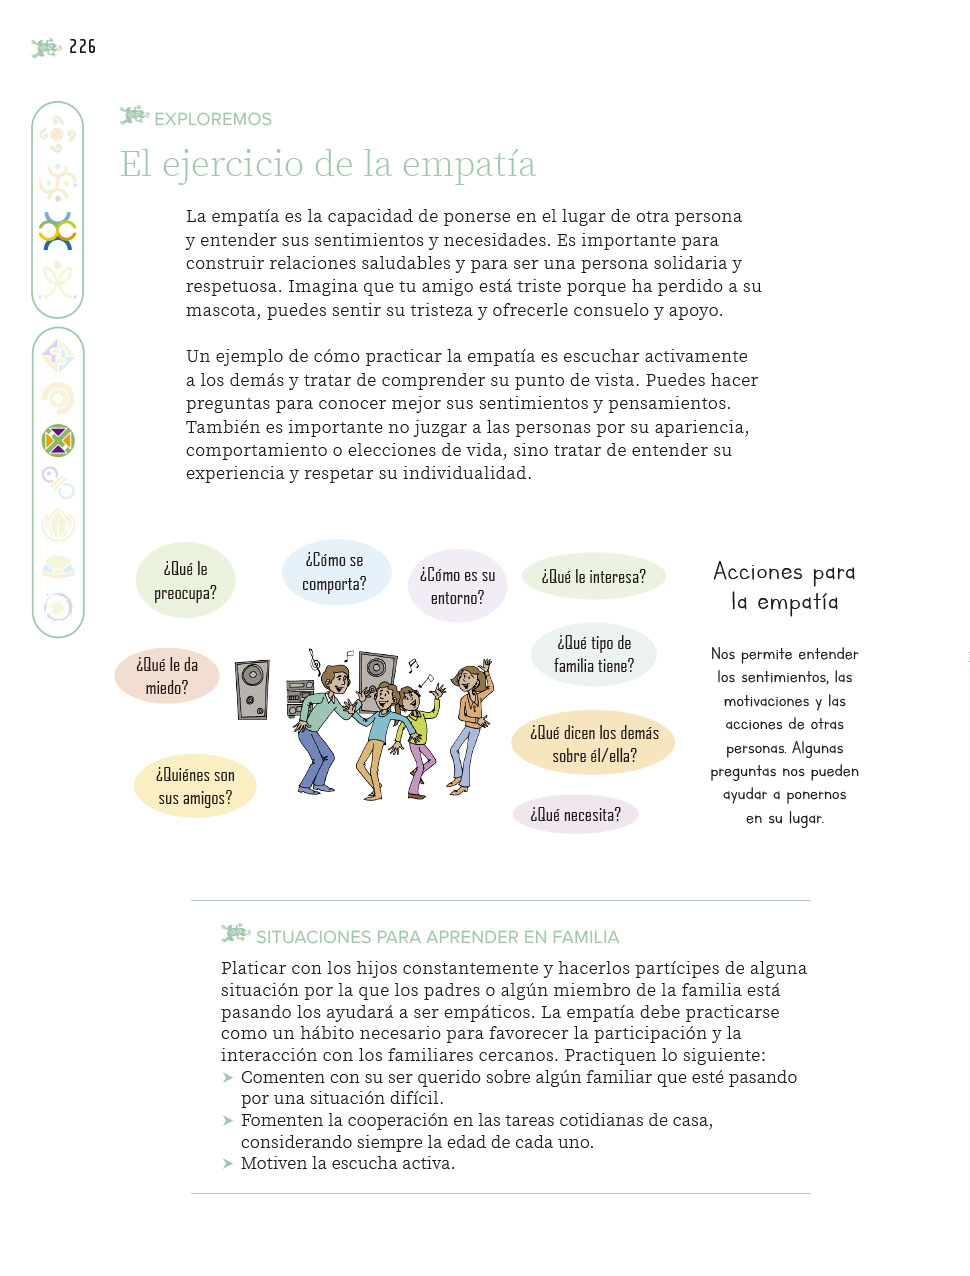 226
EXPLOREMOS
El ejercicio de la empatía
La empatía es la capacidad de ponerse en el lugar de otra persona
y entender sus sentimientos y necesidades. Es importante para
construir relaciones saludables y para ser una persona solidaria y
respetuosa. Imagina que tu amigo está triste porque ha perdido a su
mascota, puedes sentir su tristeza y ofrecerle consuelo y apoyo.
Un ejemplo de cómo practicar la empatía es escuchar activamente
a los demás y tratar de comprender su punto de vista. Puedes hacer
preguntas para conocer mejor sus sentimientos y pensamientos.
También es importante no juzgar a las personas por su apariencia,
comportamiento o elecciones de vida, sino tratar de entender su
experiencia y respetar su individualidad.
¿Qué le
preocupa?
¿Cómo se
comporta?
¿Cómo es su
entorno?
¿Qué le interesa?
¿Qué le da
miedo?
¿Qué tipo de
familia tiene?
¿Qué dicen los demás
sobre él/ella?
¿Quiénes son
sus amigos?
¿Qué necesita?
Acciones para
la empatía
Nos permite entender
los sentimientos, las
motivaciones y las
acciones de otras
personas. Algunas
preguntas nos pueden
ayudar a ponernos
en su lugar.
SITUACIONES PARA APRENDER EN FAMILIA
Platicar con los hijos constantemente y hacerlos partícipes de alguna
situación por la que los padres o algún miembro de la familia está
pasando los ayudará a ser empáticos. La empatía debe practicarse
como un hábito necesario para favorecer la participación y la
interacción con los familiares cercanos. Practiquen lo siguiente:
➤ Comenten con su ser querido sobre algún familiar que esté pasando
por una situación difícil.
➤ Fomenten la cooperación en las tareas cotidianas de casa,
considerando siempre la edad de cada uno.
➤ Motiven la escucha activa.